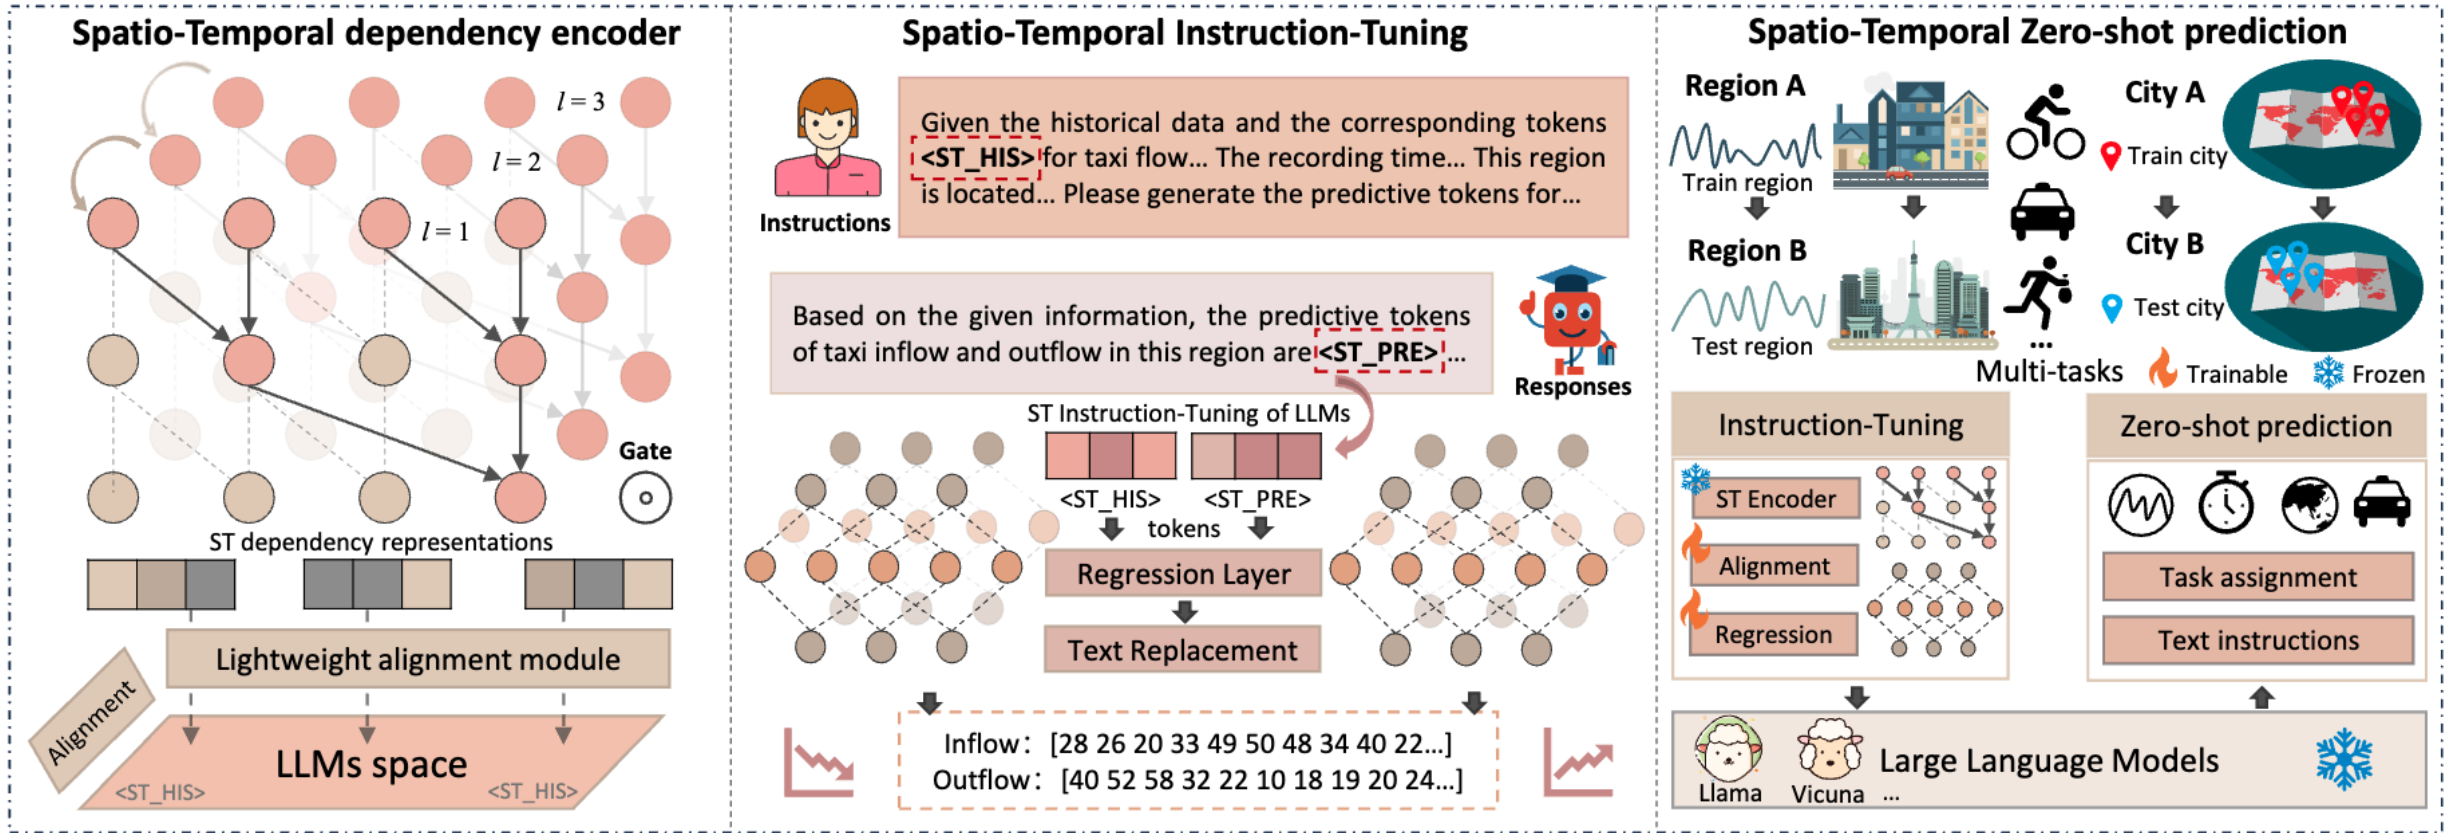 Spatio-Temporal dependency encoder
l = 3
l = 2
l = 1
Gate
ST dependency representations
Lightweight alignment module
Alignment
LLMs space
<ST_HIS>
<ST_HIS>
Spatio-Temporal Instruction-Tuning
Instructions
Given the historical data and the corresponding tokens
<ST_HIS> for taxi flow... The recording time... This region
is located... Please generate the predictive tokens for...
Based on the given information, the predictive tokens
of taxi inflow and outflow in this region are <ST_PRE> ...
Responses
ST Instruction-Tuning of LLMs
<ST_HIS>
<ST_PRE>
tokens
Regression Layer
Text Replacement
Inflow: [28 26 20 33 49 50 48 34 40 22...]
Outflow: [40 52 58 32 22 10 18 19 20 24...]
Spatio-Temporal Zero-shot prediction
Region A
Train region
Region B
Test region
City A
Train city
City B
Test city
...
Multi-tasks
Trainable
Frozen
Instruction-Tuning
ST Encoder
Alignment
Regression
Zero-shot prediction
Task assignment
Text instructions
Large Language Models
Llama
Vicuna
...